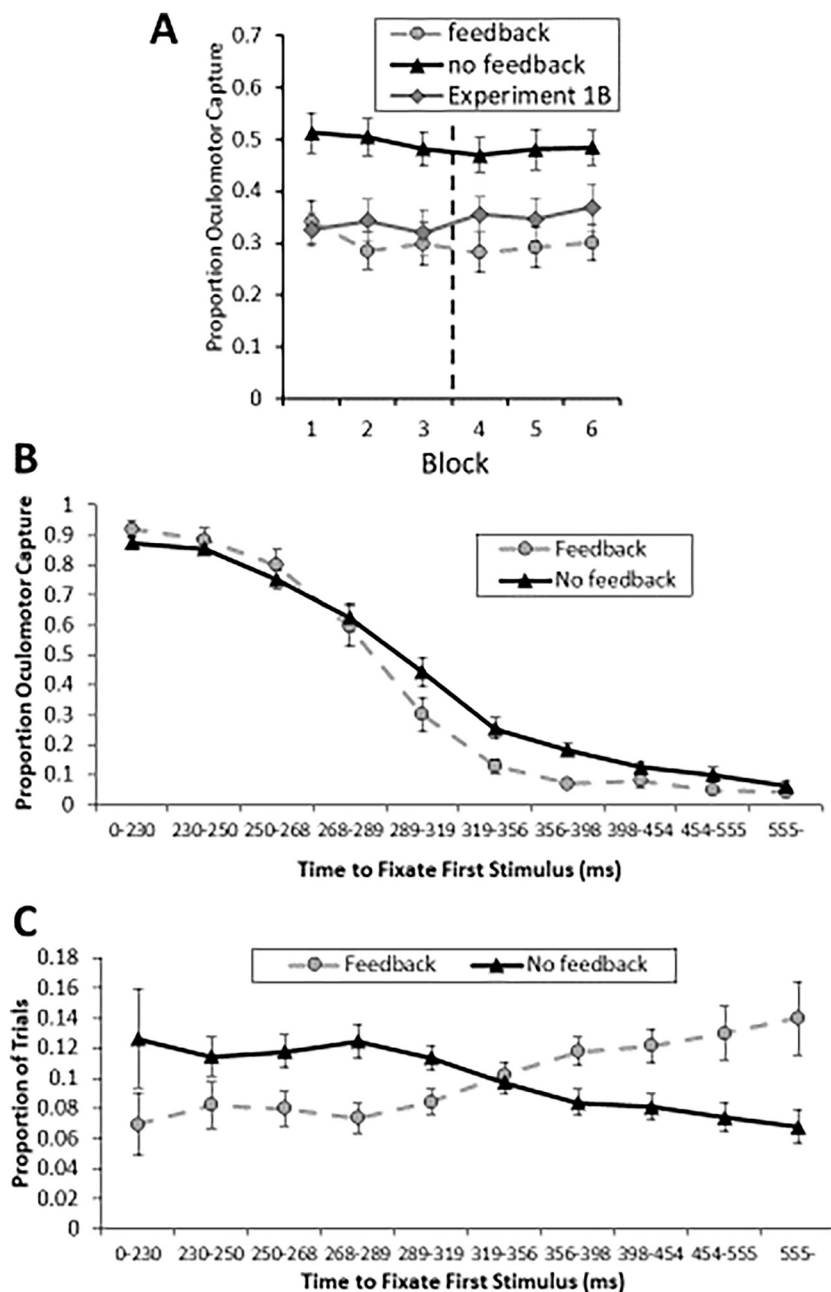 A
0.7
0.6
0.5
0.4
0.3
0.2
0.1
0
Proportion Oculomotor Capture
feedback
no feedback
Experiment 1B
1 2 3 4 5 6
Block
B
1
0.9
0.8
0.7
0.6
0.5
0.4
0.3
0.2
0.1
0
Proportion Oculomotor Capture
Feedback
No feedback
0-230 230-250 250-268 268-289 289-319 319-356 356-398 398-454 454-555 555-
Time to Fixate First Stimulus (ms)
C
0.18
0.16
0.14
0.12
0.1
0.08
0.06
0.04
0.02
0
Proportion of Trials
Feedback No feedback
0-230 230-250 250-268 268-289 289-319 319-356 356-398 398-454 454-555 555-
Time to Fixate First Stimulus (ms)